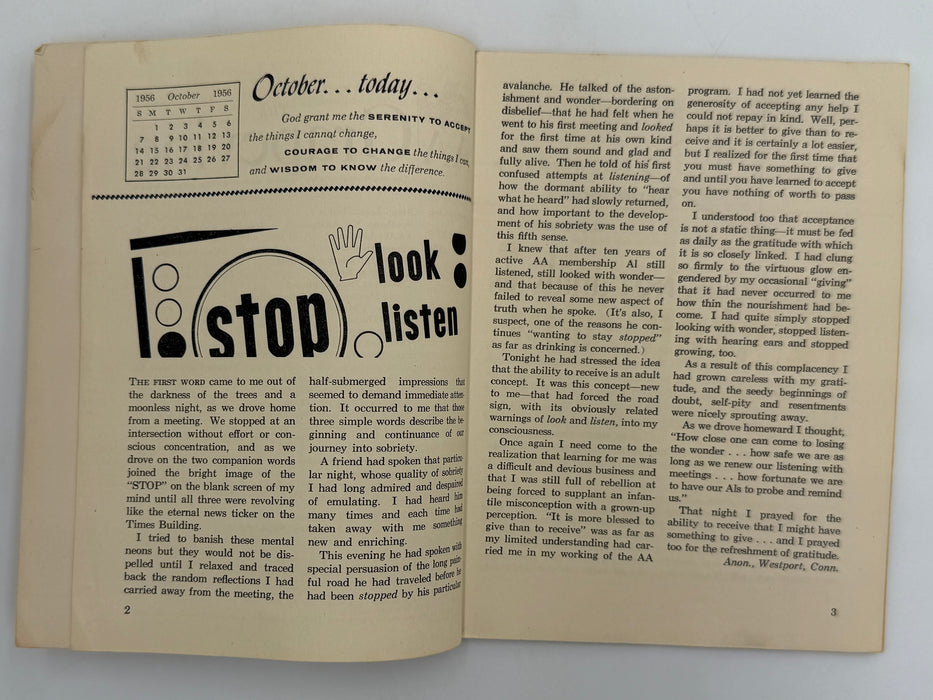 1956 October 1956
S M T W T F S
1 2 3 4 5 6
7 8 9 10 11 12 13
14 15 16 17 18 19 20
21 22 23 24 25 26 27
28 29 30 31
October... today...
God grant me the SERENITY TO ACCEPT
the things I cannot change,
COURAGE TO CHANGE the things I can,
and WISDOM TO KNOW the difference.
stop
look
listen
THE FIRST WORD came to me out of
the darkness of the trees and a
moonless night, as we drove home
from a meeting. We stopped at an
intersection without effort or con-
scious concentration, and as we
drove on the two companion words
joined the bright image of the
"STOP" on the blank screen of my
mind until all three were revolving
like the eternal news ticker on the
Times Building.
I tried to banish these mental
neons but they would not be dis-
pelled until I relaxed and traced
back the random reflections I had
carried away from the meeting, the
half-submerged impressions that
seemed to demand immediate atten-
tion. It occurred to me that those
three simple words describe the be-
ginning and continuance of our
journey into sobriety.
A friend had spoken that particu-
lar night, whose quality of sobriety
I had long admired and despaired
of emulating. I had heard him
many times and each time had
taken away with me something
new and enriching.
This evening he had spoken with
special persuasion of the long pain-
ful road he had traveled before he
had been stopped by his particular
2
avalanche. He talked of the aston-
ishment and wonder—bordering on
disbelief—that he had felt when he
went to his first meeting and looked
for the first time at his own kind
and saw them sound and glad and
fully alive. Then he told of his first
confused attempts at listening—of
how the dormant ability to "hear
what he heard" had slowly returned,
and how important to the develop-
ment of his sobriety was the use of
this fifth sense.
I knew that after ten years of
active AA membership Al still
listened, still looked with wonder—
and that because of this he never
failed to reveal some new aspect of
truth when he spoke. (It's also, I
suspect, one of the reasons he con-
tinues "wanting to stay stopped"
as far as drinking is concerned.)
Tonight he had stressed the idea
that the ability to receive is an adult
concept. It was this concept—new
to me—that had forced the road
sign, with its obviously related
warnings of look and listen, into my
consciousness.
Once again I need come to the
realization that learning for me was
a difficult and devious business and
that I was still full of rebellion at
being forced to supplant an infan-
tile misconception with a grown-up
perception. "It is more blessed to
give than to receive" was as far as
my limited understanding had car-
ried me in my working of the AA
program. I had not yet learned the
generosity of accepting any help I
could not repay in kind. Well, per-
haps it is better to give than to re-
ceive and it is certainly a lot easier,
but I realized for the first time that
you must have something to give
and until you have learned to accept
you have nothing of worth to pass
on.
I understood too that acceptance
is not a static thing—it must be fed
as daily as the gratitude with which
it is so closely linked. I had clung
so firmly to the virtuous glow en-
gendered by my occasional "giving"
that it had never occurred to me
how thin the nourishment had be-
come. I had quite simply stopped
looking with wonder, stopped listen-
ing with hearing ears and stopped
growing, too.
As a result of this complacency I
had grown careless with my grati-
tude, and the seedy beginnings of
doubt, self-pity and resentments
were nicely sprouting away.
As we drove homeward I thought,
"How close one can come to losing
the wonder . . . how safe we are as
long as we renew our listening with
meetings . . . how fortunate we are
to have our Als to probe and remind
us."
That night I prayed for the
ability to receive that I might have
something to give . . . and I prayed
too for the refreshment of gratitude.
Anon., Westport, Conn.
3